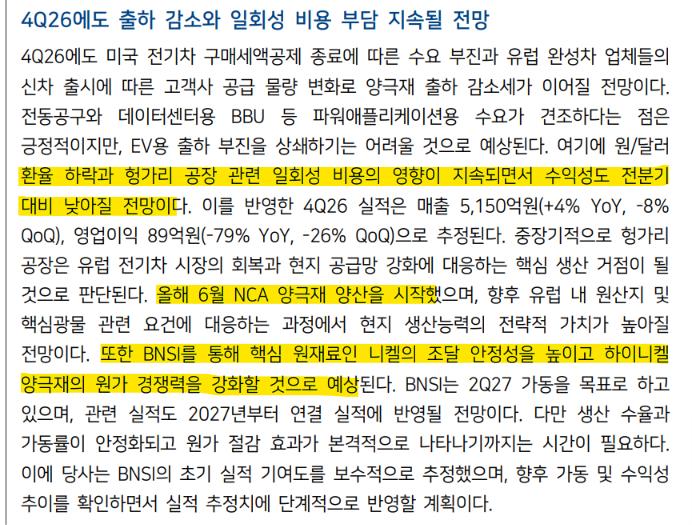 4Q26에도 출하 감소와 일회성 비용 부담 지속될 전망
4Q26에도 미국 전기차 구매세액공제 종료에 따른 수요 부진과 유럽 완성차 업체들의
신차 출시에 따른 고객사 공급 물량 변화로 양극재 출하 감소세가 이어질 전망이다.
전동공구와 데이터센터용 BBU 등 파워애플리케이션용 수요가 견조하다는 점은
긍정적이지만, EV용 출하 부진을 상쇄하기는 어려울 것으로 예상된다. 여기에 원/달러
환율 하락과 헝가리 공장 관련 일회성 비용의 영향이 지속되면서 수익성도 전분기
대비 낮아질 전망이다. 이를 반영한 4Q26 실적은 매출 5,150억원(+4% YoY, -8%
QoQ), 영업이익 89억원(-79% YoY, -26% QoQ)으로 추정된다. 중장기적으로 헝가리
공장은 유럽 전기차 시장의 회복과 현지 공급망 강화에 대응하는 핵심 생산 거점이 될
것으로 판단된다. 올해 6월 NCA 양극재 양산을 시작했으며, 향후 유럽 내 원산지 및
핵심광물 관련 요건에 대응하는 과정에서 현지 생산능력의 전략적 가치가 높아질
전망이다. 또한 BNSI를 통해 핵심 원재료인 니켈의 조달 안정성을 높이고 하이니켈
양극재의 원가 경쟁력을 강화할 것으로 예상된다. BNSI는 2Q27 가동을 목표로 하고
있으며, 관련 실적도 2027년부터 연결 실적에 반영될 전망이다. 다만 생산 수율과
가동률이 안정화되고 원가 절감 효과가 본격적으로 나타나기까지는 시간이 필요하다.
이에 당사는 BNSI의 초기 실적 기여도를 보수적으로 추정했으며, 향후 가동 및 수익성
추이를 확인하면서 실적 추정치에 단계적으로 반영할 계획이다.